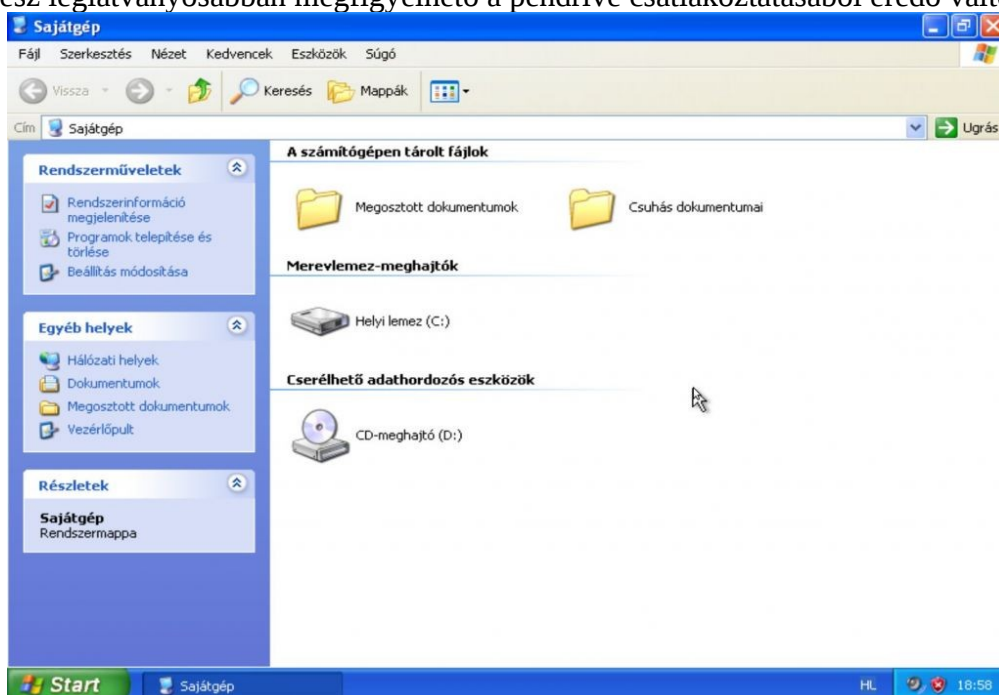 esz leglátványosabban megfigyelhető a pendrive csatlakoztatásából eredő
Sajátgép
Fájl Szerkesztés Nézet Kedvencek Eszközök Súgó
Vissza Keresés Mappák
Cím Sajátgép Ugrás
A számítógépen tárolt fájlok
Rendszerműveletek
Rendszerinformáció
megjelenítése
Programok telepítése és
törlése
Beállítás módosítása
Megosztott dokumentumok Csuhás dokumentumai
Merevlemez-meghajtók
Helyi lemez (C:)
Egyéb helyek
Hálózati helyek
Dokumentumok
Megosztott dokumentumok
Vezérlőpult
Cserélhető adathordozós eszközök
CD-meghajtó (D:)
Részletek
Sajátgép
Rendszermappa
Start Sajátgép HL 18:58